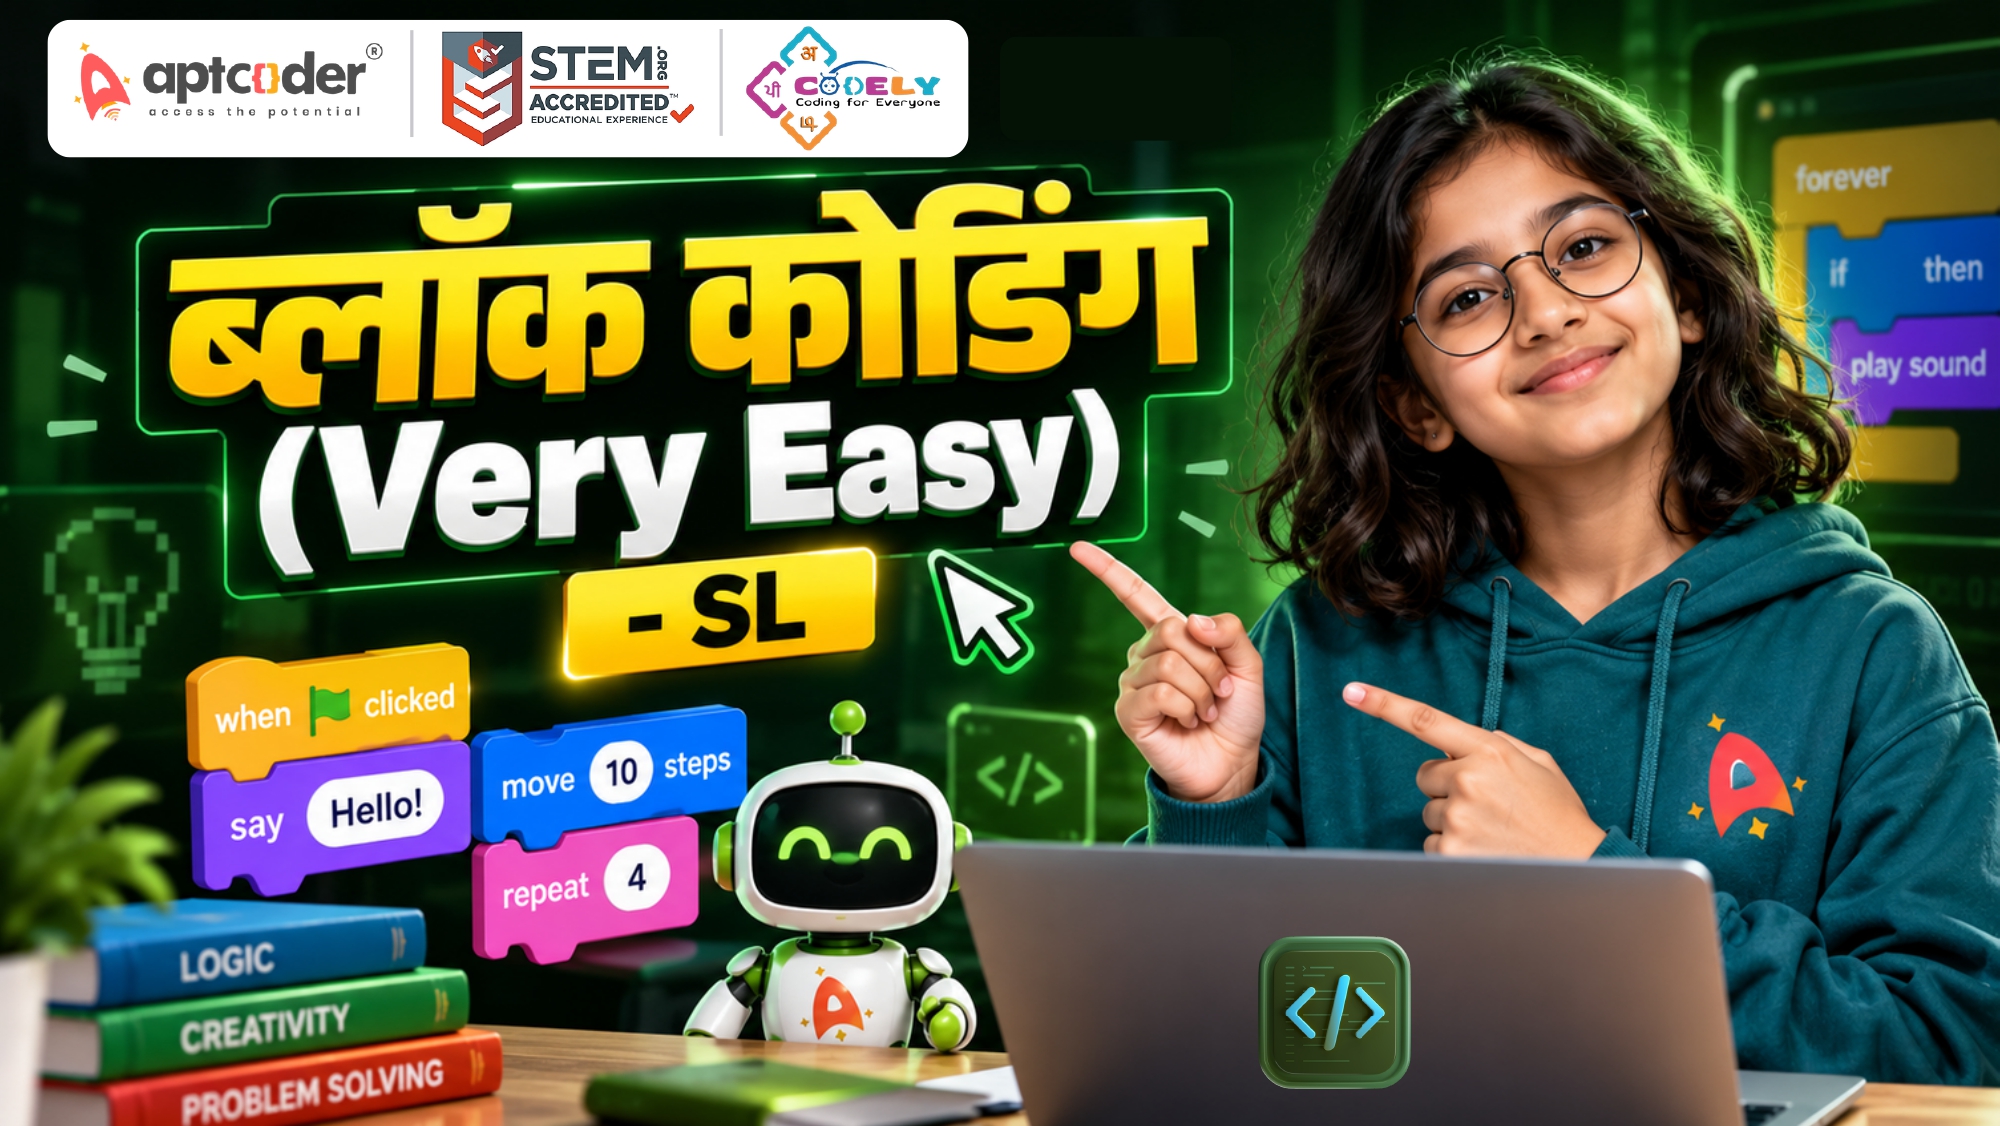 aptcoder®
access the potential
STEM.ORG
ACCREDITED™
EDUCATIONAL EXPERIENCE
अ
पी
CODELY
Coding for Everyone
ब्लॉक कोडिंग
(Very Easy)
- SL
forever
if then
play sound
when clicked
say Hello!
move 10 steps
repeat 4
</>
LOGIC
CREATIVITY
PROBLEM SOLVING
</>